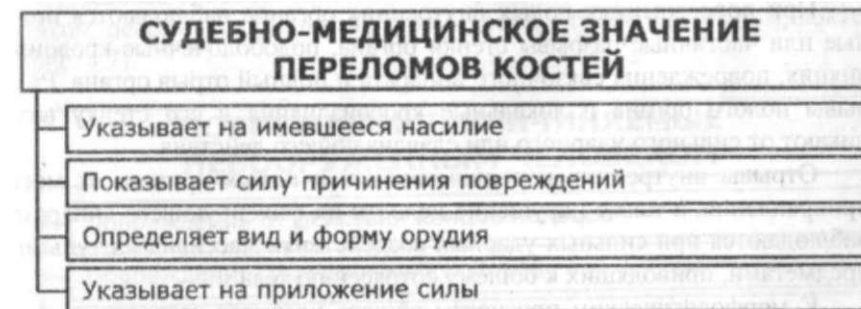 СУДЕБНО-МЕДИЦИНСКОЕ ЗНАЧЕНИЕ
ПЕРЕЛОМОВ КОСТЕЙ
Указывает на имевшееся насилие
Показывает силу причинения повреждений
Определяет вид и форму орудия
Указывает на приложение силы